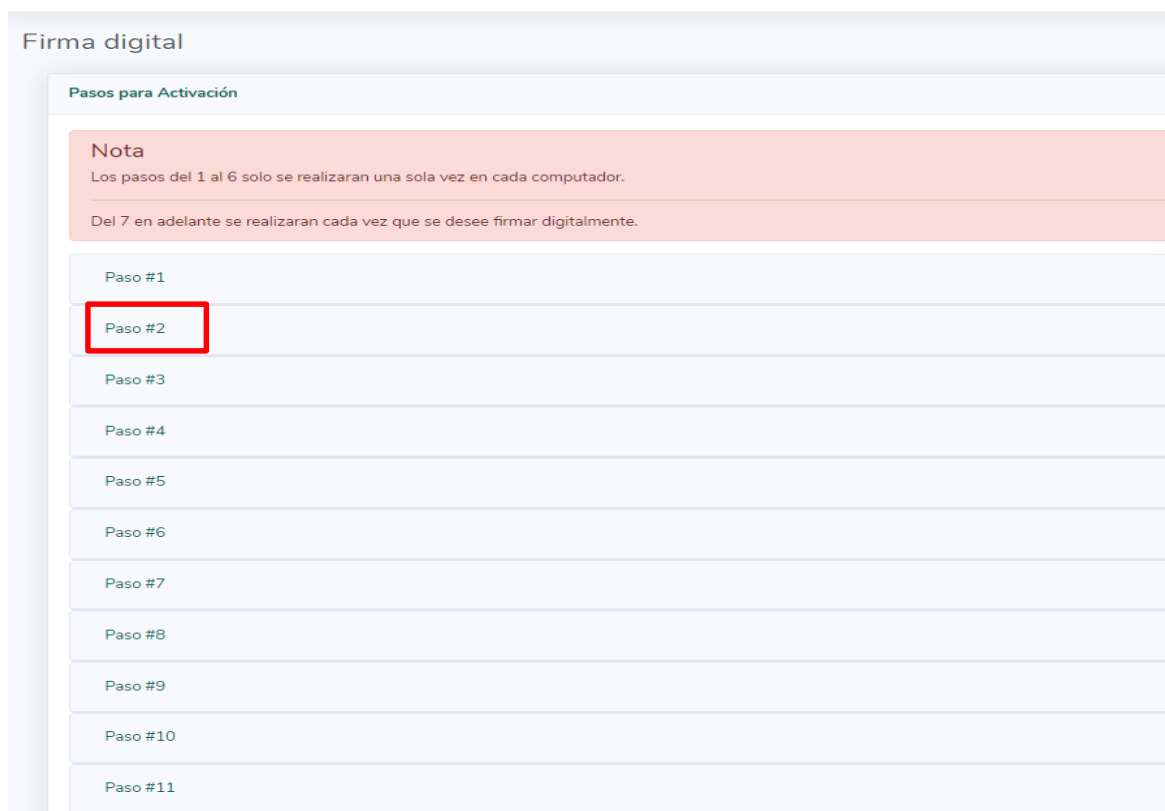 Firma digital
Pasos para Activación
Nota
Los pasos del 1 al 6 solo se realizaran una sola vez en cada computador.
Del 7 en adelante se realizaran cada vez que se desee firmar digitalmente.
Paso #1
Paso #2
Paso #3
Paso #4
Paso #5
Paso #6
Paso #7
Paso #8
Paso #9
Paso #10
Paso #11